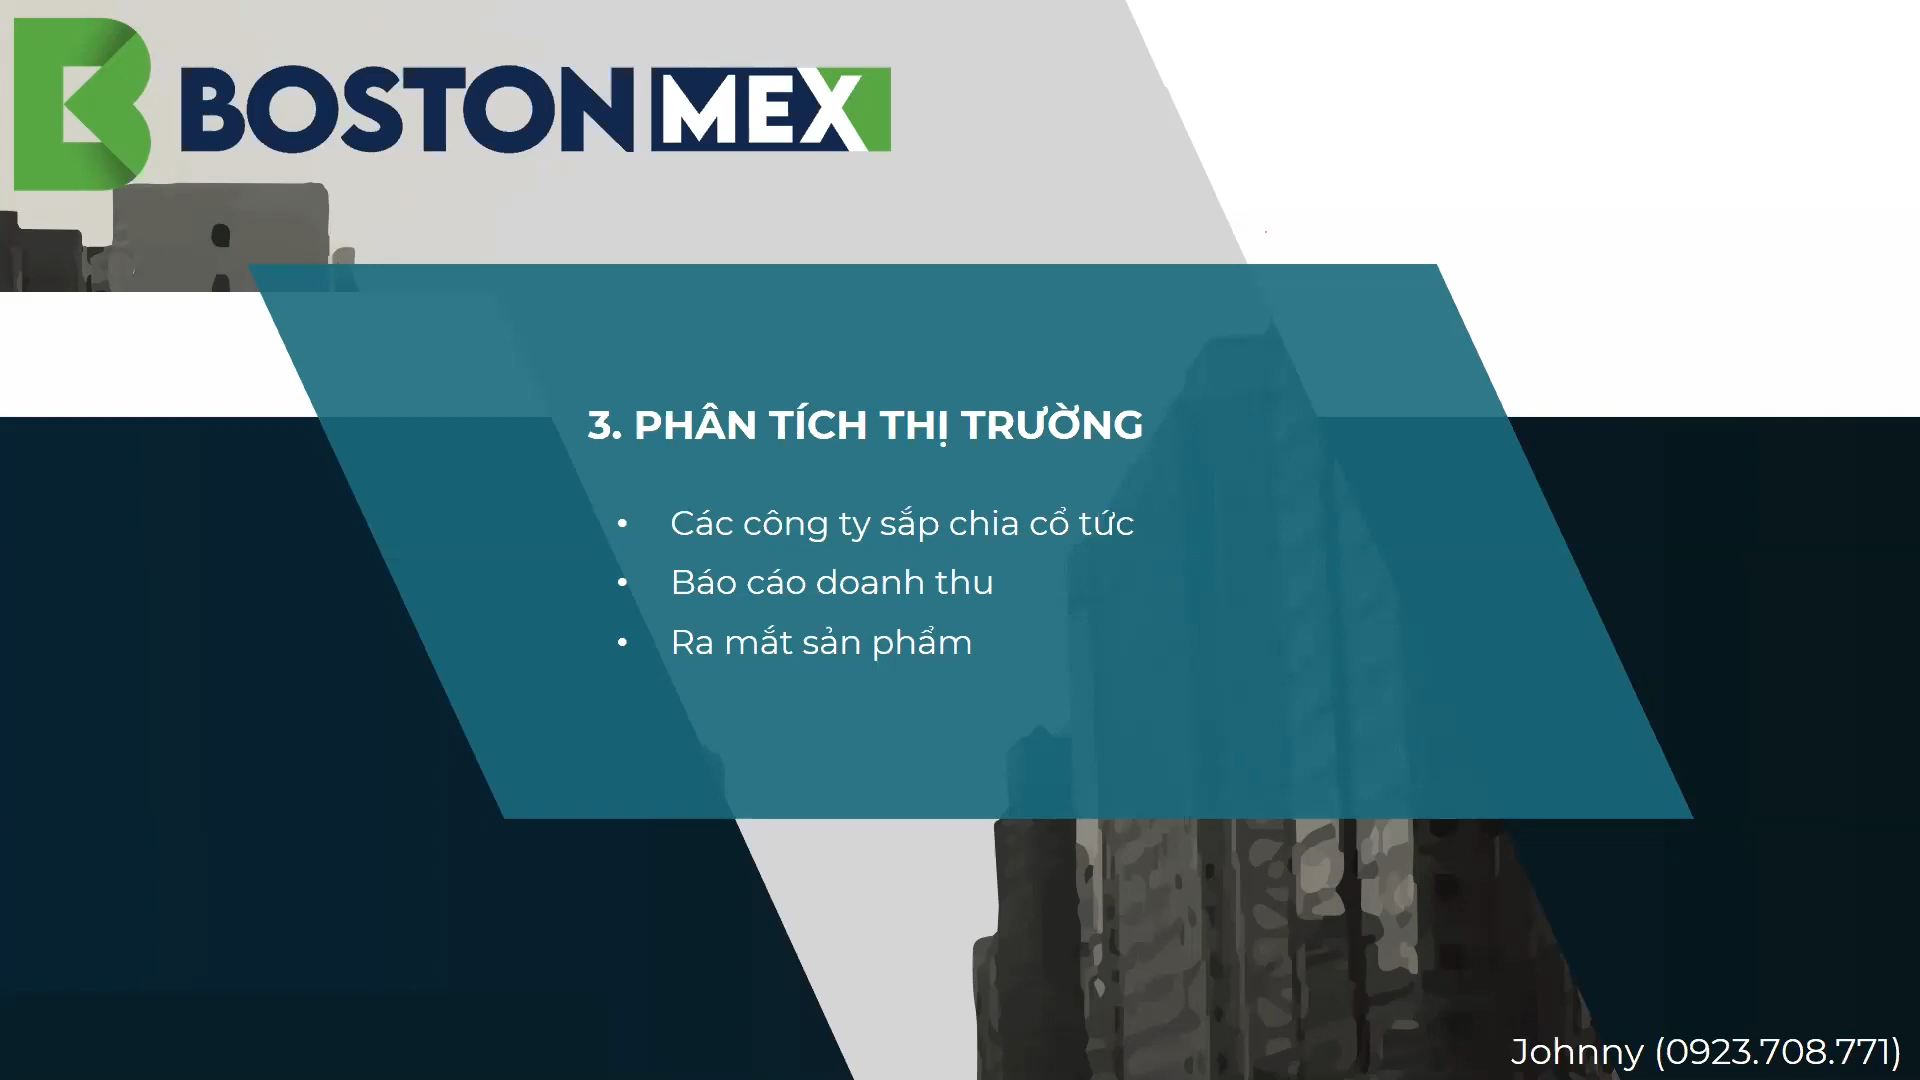 BOSTON MEX
3. PHÂN TÍCH THỊ TRƯỜNG
• Các công ty sắp chia cổ tức
• Báo cáo doanh thu
• Ra mắt sản phẩm
Johnny (0923.708.771)